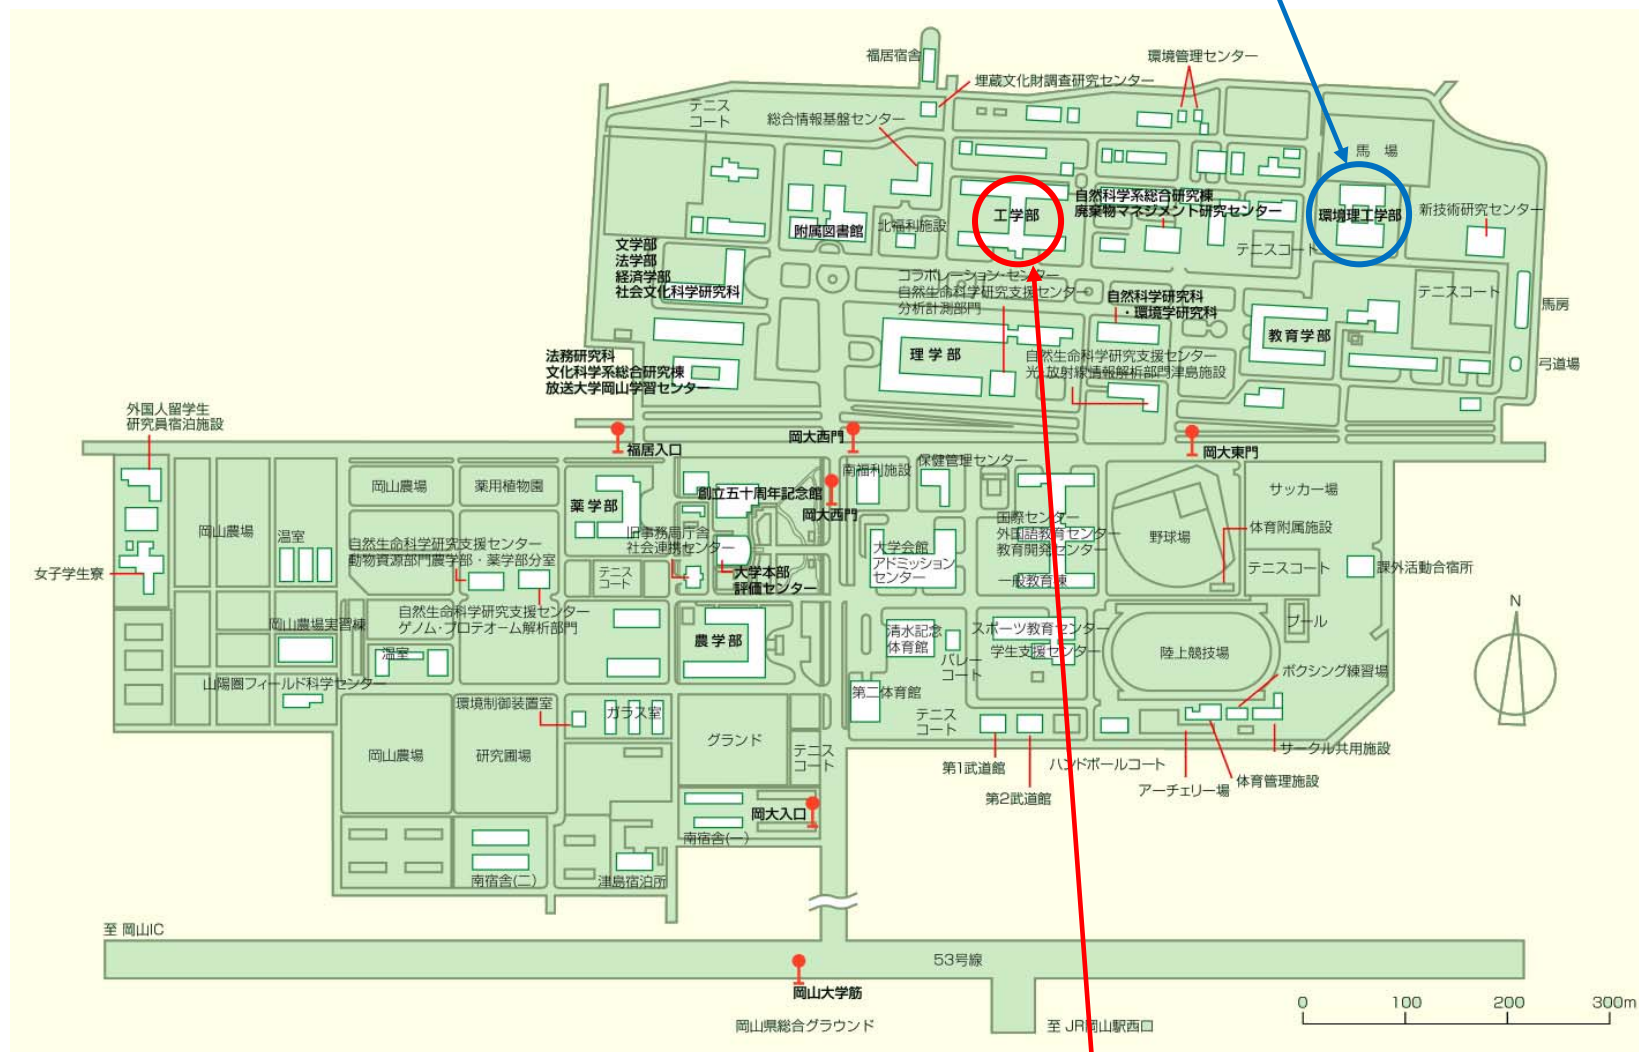 福居宿舎
環境管理センター
埋蔵文化財調査研究センター
テニス
コート
総合情報基盤センター
馬　場
自然科学系総合研究棟
廃棄物マネジメント研究センター
工学部
環境理工学部
新技術研究センター
附属図書館
北福利施設
テニスコート
文学部
法学部
経済学部
社会文化科学研究科
コラボレーション・センター
自然生命科学研究支援センター
分析計測部門
自然科学研究科
・環境学研究科
テニスコート
馬房
教育学部
理学部
法務研究科
文化科学系総合研究棟
放送大学岡山学習センター
自然生命科学研究支援センター
光・放射線情報解析部門津島施設
弓道場
外国人留学生
研究員宿泊施設
福居入口
岡大西門
岡大東門
南福利施設
保健管理センター
岡山農場
薬用植物園
創立五十周年記念館
サッカー場
薬学部
岡大西門
国際センター
外国語教育センター
教育開発センター
体育附属施設
岡山農場
温室
旧事務局庁舎
社会連携センター
野球場
自然生命科学研究支援センター
動物資源部門農学部・薬学部分室
大学会館
アドミッション
センター
女子学生寮
テニス
コート
大学本部
評価センター
一般教育棟
テニスコート
課外活動合宿所
自然生命科学研究支援センター
ゲノム・プロテオーム解析部門
岡山農場実習棟
農学部
清水記念
体育館
スポーツ教育センター
プール
N
温室
バレー
コート
学生支援センター
陸上競技場
山陽圏フィールド科学センター
第二体育館
ボクシング練習場
環境制御装置室
ガラス室
テニス
コート
岡山農場
研究圃場
グランド
テニス
コート
サークル共用施設
第1武道館
ハンドボールコート
体育管理施設
第2武道館
アーチェリー場
岡大入口
南宿舎(一)
南宿舎(二)
津島宿泊所
至 岡山IC
53号線
岡山大学筋
岡山県総合グラウンド
至 JR岡山駅西口
0 100 200 300m